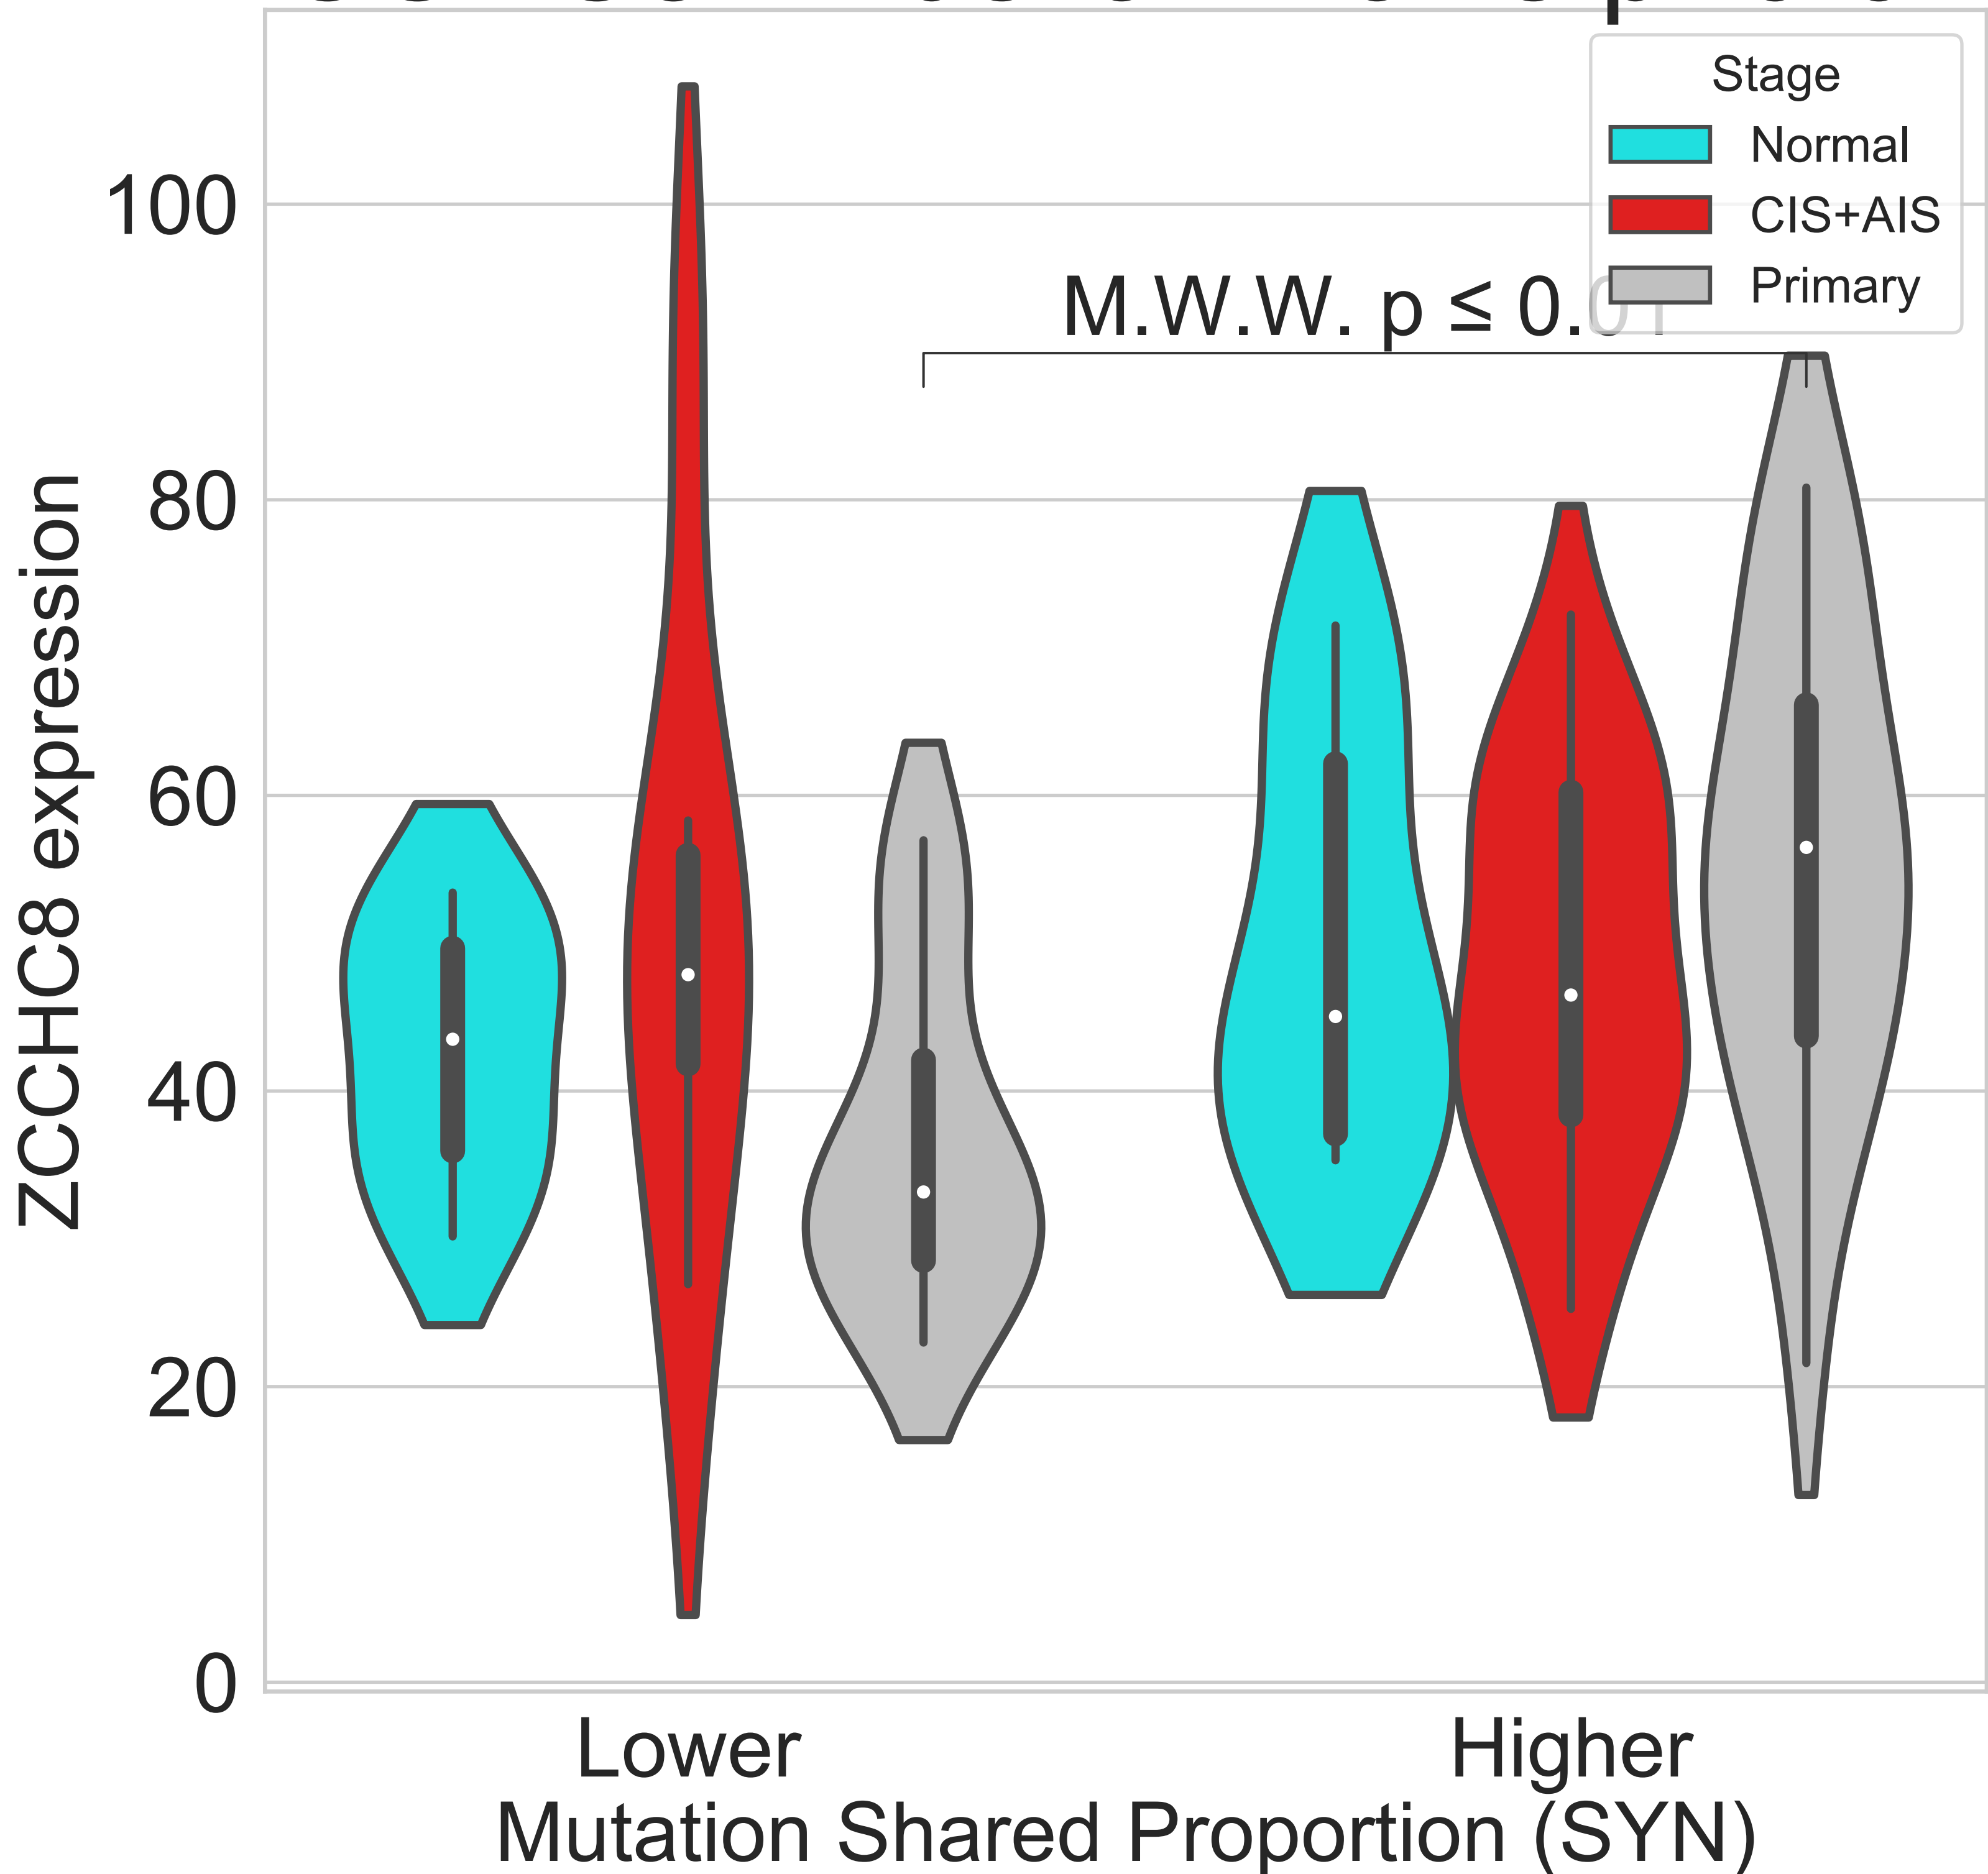 Stage
Normal
CIS+AIS
Primary
M.W.W. p ≤ 0.01
100
80
60
40
20
0
ZCCHC8 expression
Lower
Higher
Mutation Shared Proportion (SYN)